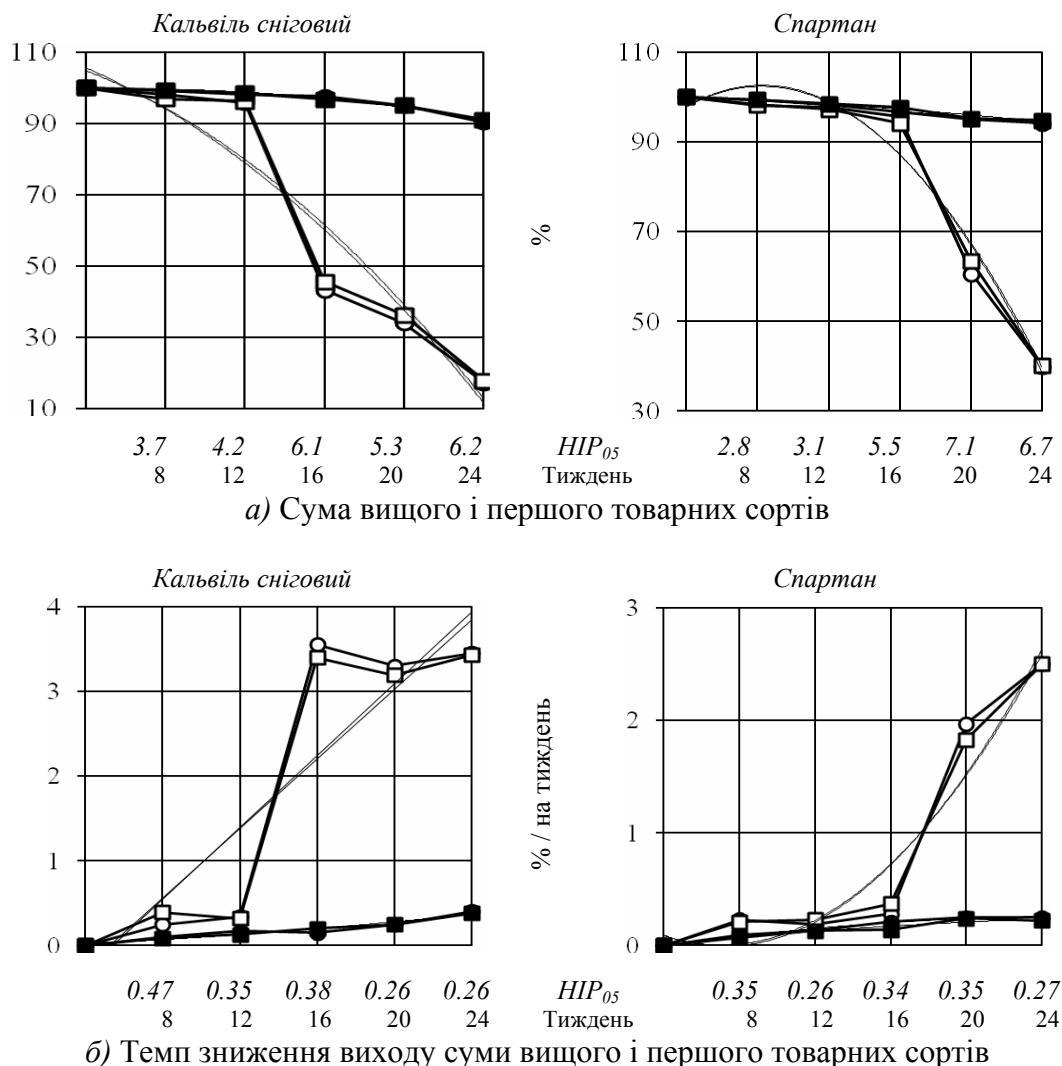 Кальвіль сніговий Спартан
110 110
90 90
70 % 70
50 50
30
10 30
3.7 4.2 6.1 5.3 6.2 НІР05 2.8 3.1 5.5 7.1 6.7
8 12 16 20 24 Тиждень 8 12 16 20 24
а) Сума вищого і першого товарних сортів
Кальвіль сніговий Спартан
4 3
3
% / на тиждень 2
2
1
1
0 0
0.47 0.35 0.38 0.26 0.26 НІР05 0.35 0.26 0.34 0.35 0.27
8 12 16 20 24 Тиждень 8 12 16 20 24
б) Темп зниження виходу суми вищого і першого товарних сортів